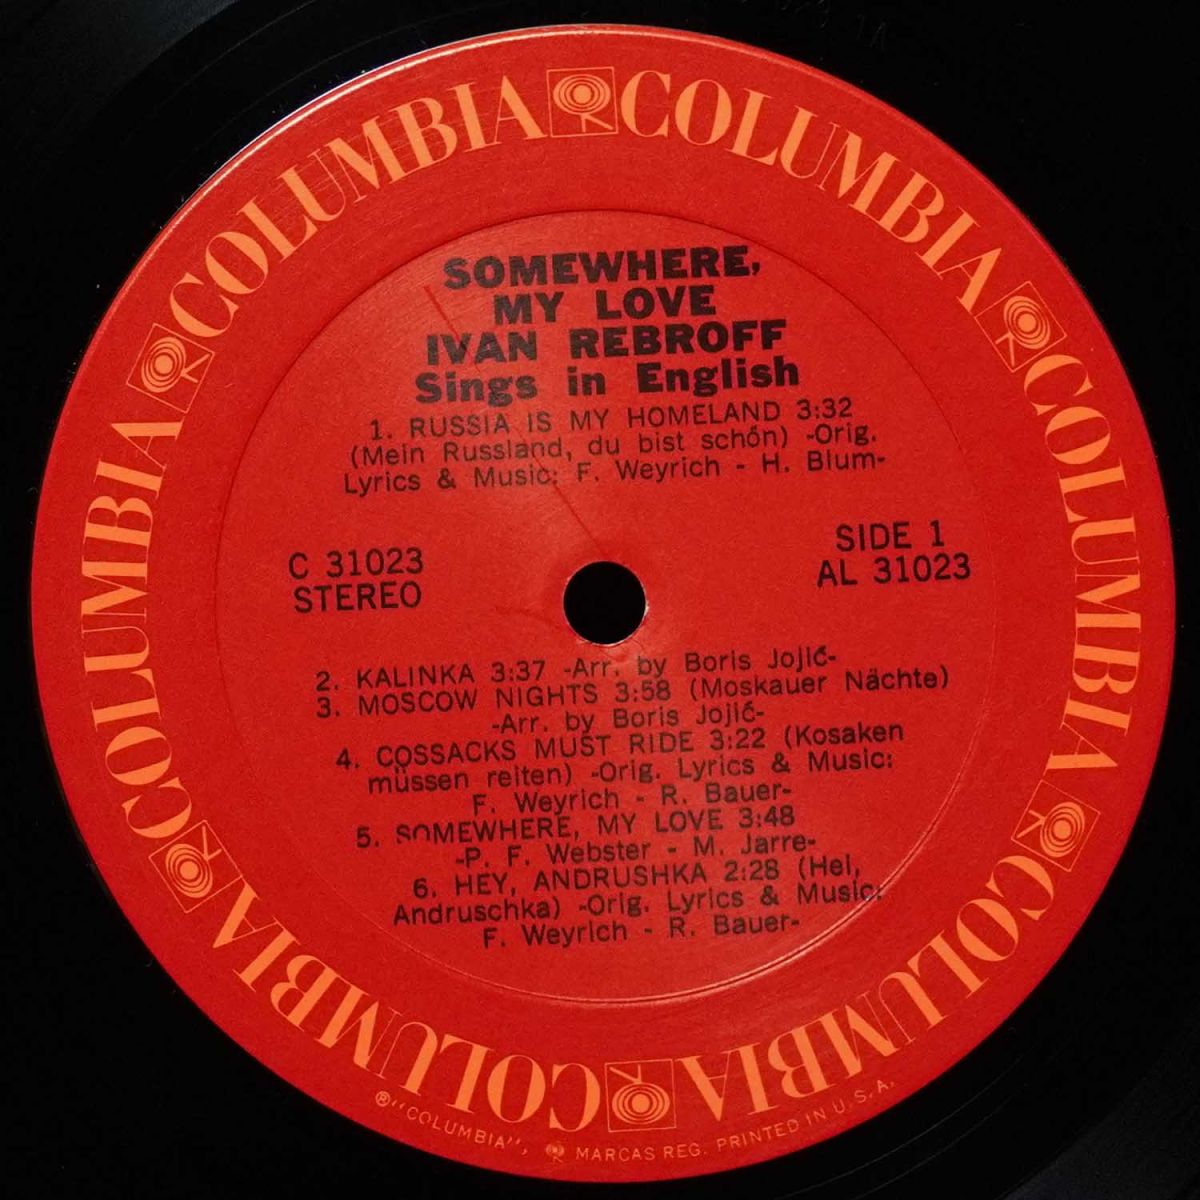 COLUMBIA COLUMBIA COLUMBIA COLUMBIA COLUMBIA COLUMBIA COLUMBIA
SOMEWHERE,
MY LOVE
IVAN REBROFF
Sings in English
1. RUSSIA IS MY HOMELAND 3:32
(Mein Russland, du bist schön) -Orig.
Lyrics & Music: F. Weyrich - H. Blum-
C 31023
STEREO
SIDE 1
AL 31023
2. KALINKA 3:37 -Arr. by Boris Jojić-
3. MOSCOW NIGHTS 3:58 (Moskauer Nächte)
-Arr. by Boris Jojić-
4. COSSACKS MUST RIDE 3:22 (Kosaken
müssen reiten) -Orig. Lyrics & Music:
F. Weyrich - R. Bauer-
5. SOMEWHERE, MY LOVE 3:48
-P. F. Webster - M. Jarre-
6. HEY, ANDRUSHKA 2:28 (Hei,
Andruschka) -Orig. Lyrics & Music:
F. Weyrich - R. Bauer-
® "COLUMBIA", MARCAS REG. PRINTED IN U.S.A.